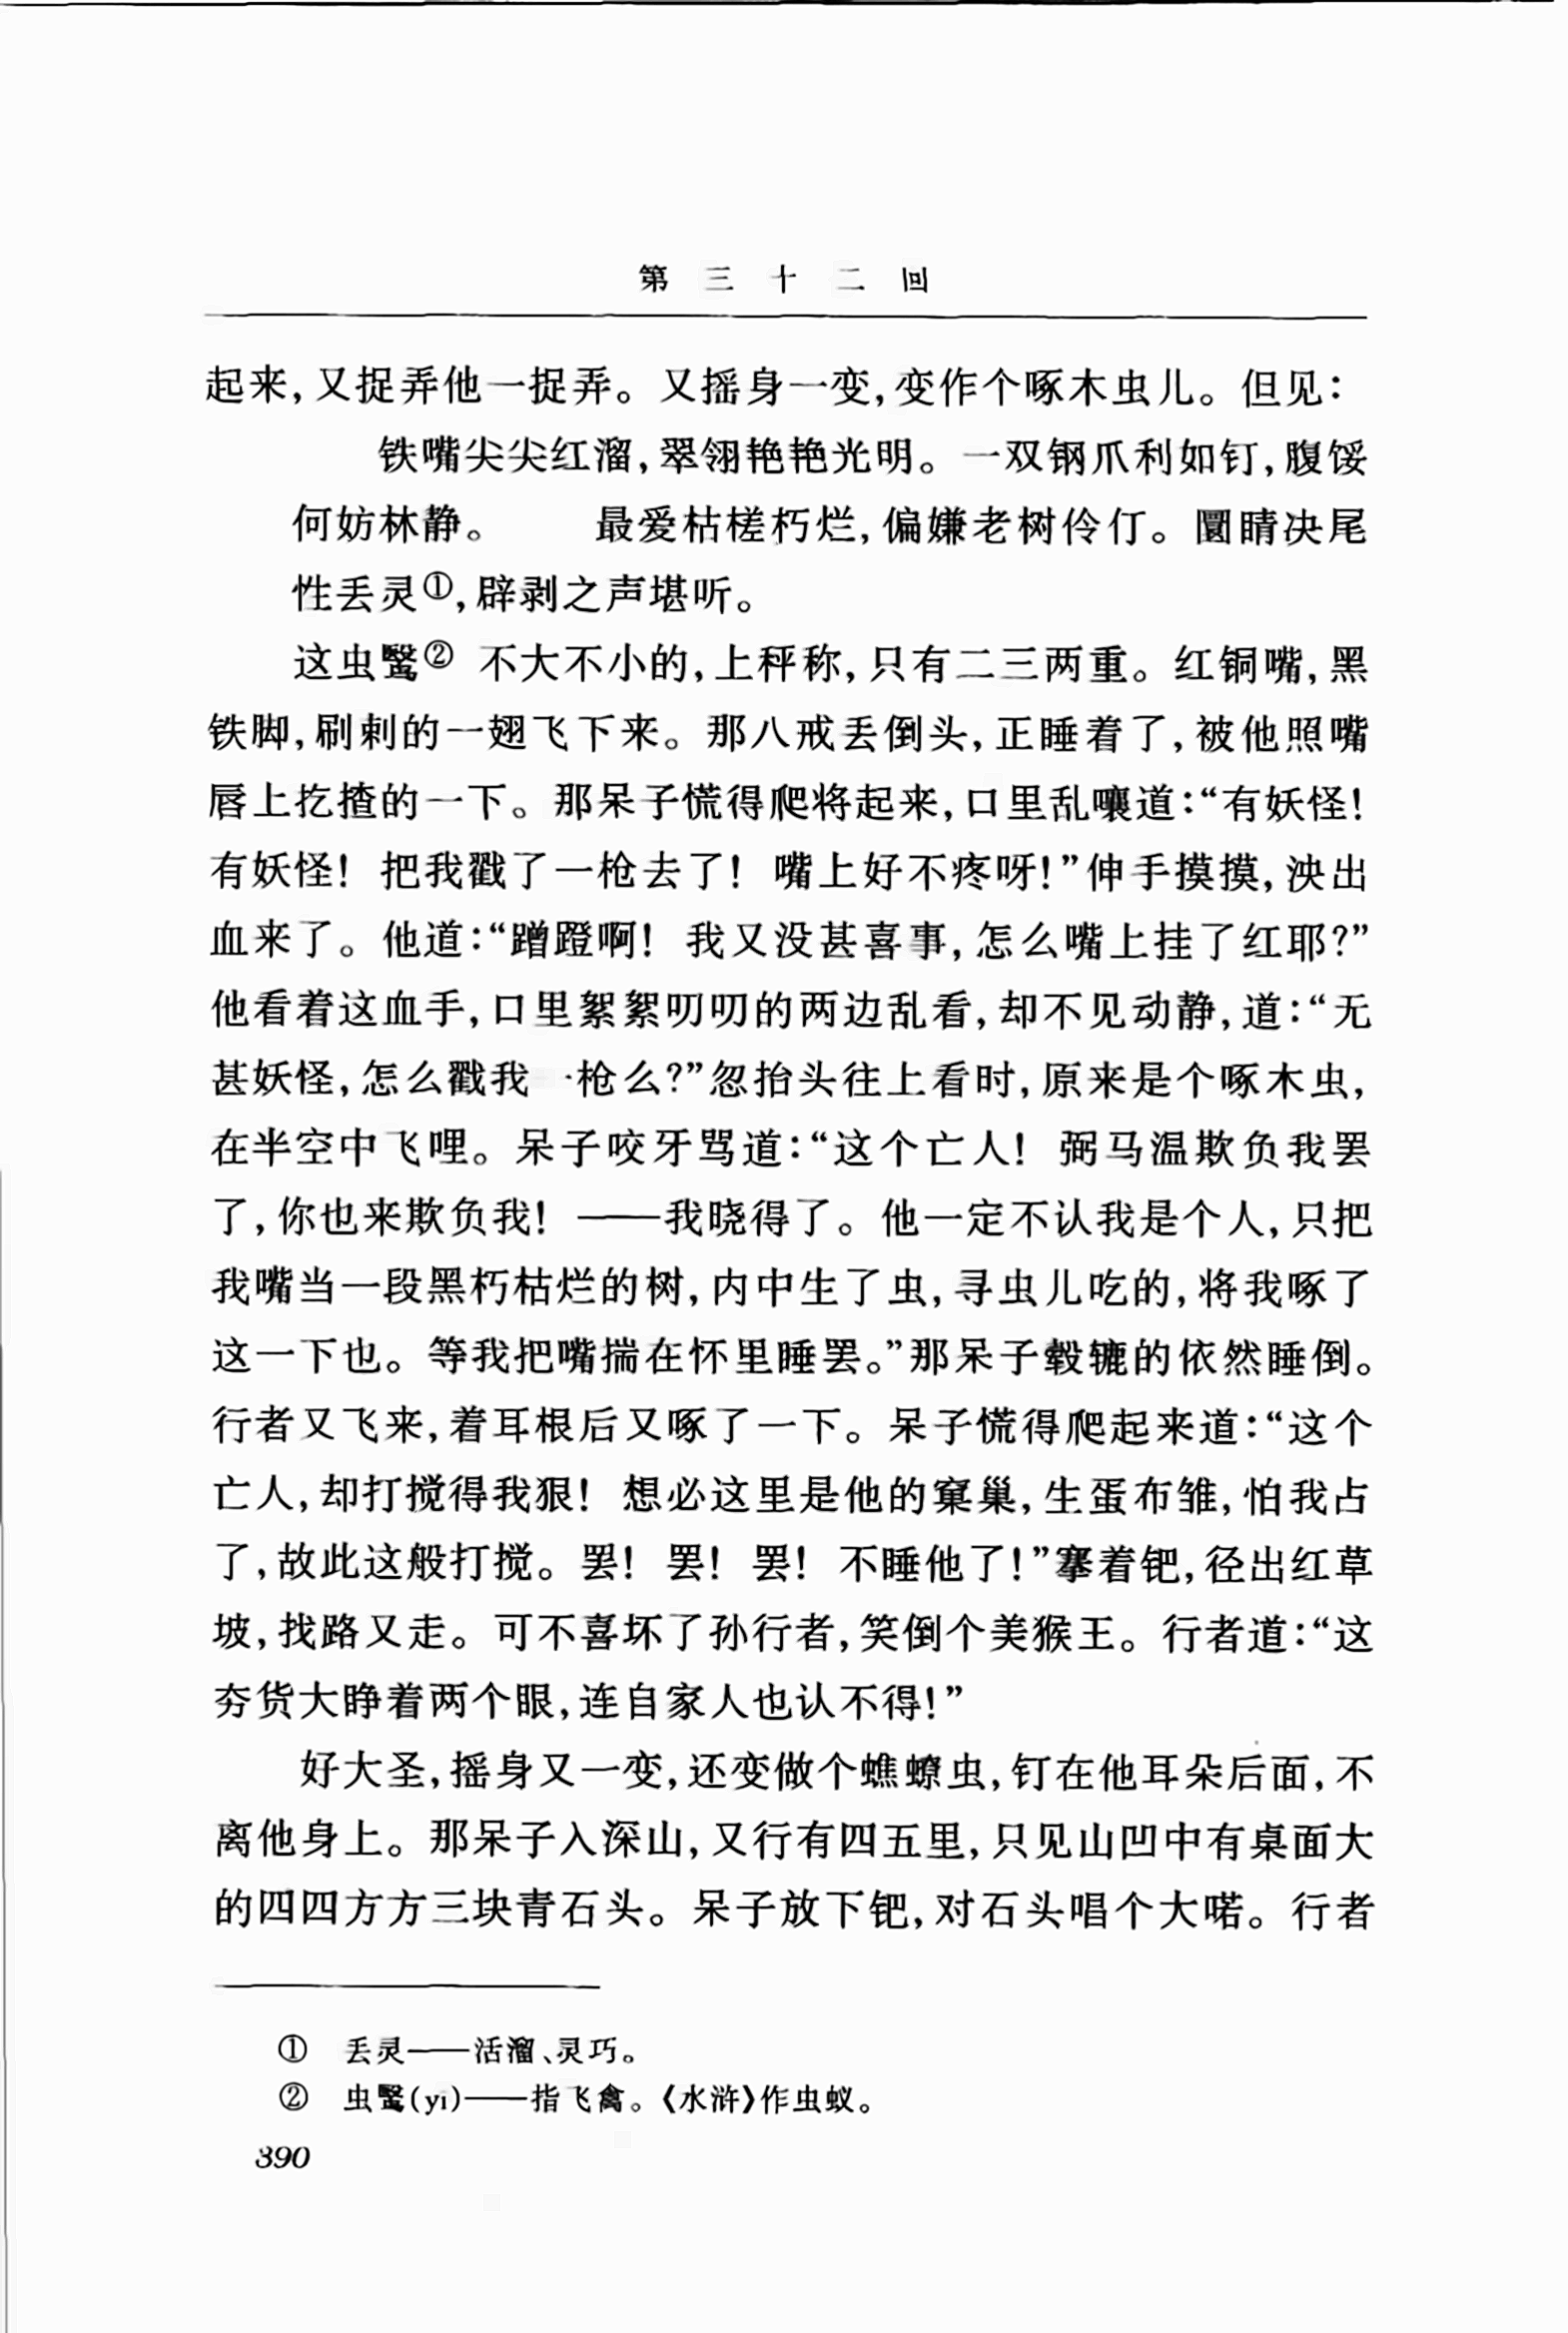 第三十二回
起来,又捉弄他一捉弄。又摇身一变,变作个啄木虫儿。但见:
铁嘴尖尖红溜,翠翎艳艳光明。一双钢爪利如钉,腹馁
何妨林静。　　最爱枯槎朽烂,偏嫌老树伶仃。圜睛决尾
性丢灵①,辟剥之声堪听。
这虫鹥② 不大不小的,上秤称,只有二三两重。红铜嘴,黑
铁脚,刷剌的一翅飞下来。那八戒丢倒头,正睡着了,被他照嘴
唇上扢揸的一下。那呆子慌得爬将起来,口里乱嚷道:“有妖怪!
有妖怪! 把我戳了一枪去了! 嘴上好不疼呀!”伸手摸摸,泱出
血来了。他道:“蹭蹬啊! 我又没甚喜事,怎么嘴上挂了红耶?”
他看着这血手,口里絮絮叨叨的两边乱看,却不见动静,道:“无
甚妖怪,怎么戳我一枪么?”忽抬头往上看时,原来是个啄木虫,
在半空中飞哩。呆子咬牙骂道:“这个亡人! 弼马温欺负我罢
了,你也来欺负我! ——我晓得了。他一定不认我是个人,只把
我嘴当一段黑朽枯烂的树,内中生了虫,寻虫儿吃的,将我啄了
这一下也。等我把嘴揣在怀里睡罢。”那呆子毂辘的依然睡倒。
行者又飞来,着耳根后又啄了一下。呆子慌得爬起来道:“这个
亡人,却打搅得我狠! 想必这里是他的窠巢,生蛋布雏,怕我占
了,故此这般打搅。罢! 罢! 罢! 不睡他了!”搴着钯,径出红草
坡,找路又走。可不喜坏了孙行者,笑倒个美猴王。行者道:“这
夯货大睁着两个眼,连自家人也认不得!”
好大圣,摇身又一变,还变做个蟭蟟虫,钉在他耳朵后面,不
离他身上。那呆子入深山,又行有四五里,只见山凹中有桌面大
的四四方方三块青石头。呆子放下钯,对石头唱个大喏。行者
① 丢灵——活溜、灵巧。
② 虫鹥(yī)——指飞禽。《水浒》作虫蚁。
390